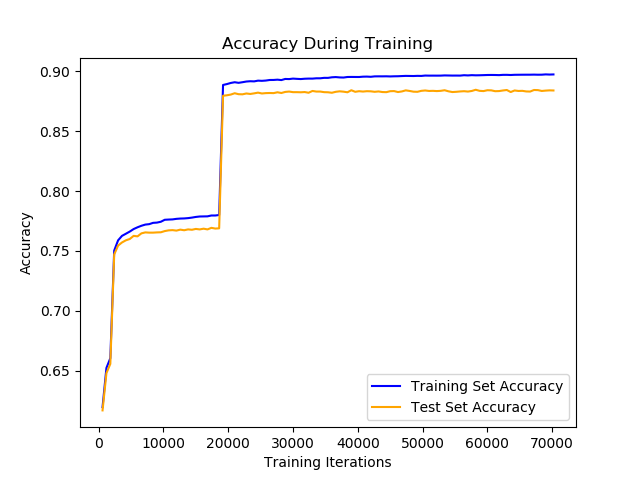 Accuracy During Training
0.90
0.85
0.80
0.75
0.70
0.65
Accuracy
Training Set Accuracy
Test Set Accuracy
0 10000 20000 30000 40000 50000 60000 70000
Training Iterations